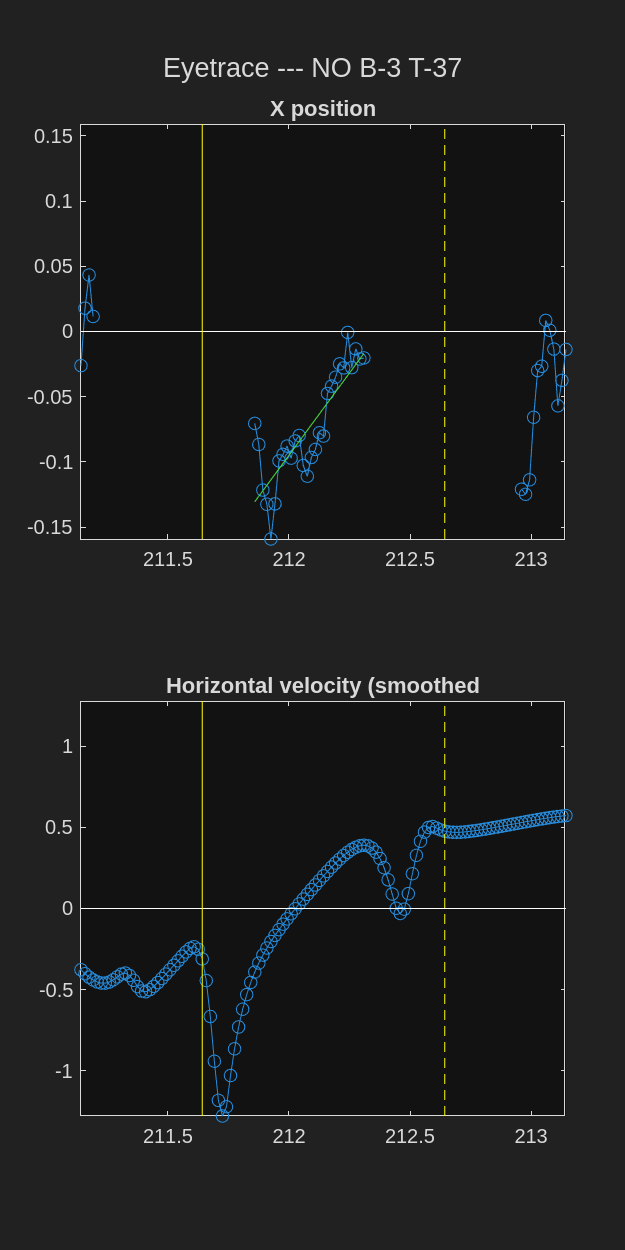 Eyetrace --- NO B-3 T-37
X position
0.15
0.1
0.05
0
-0.05
-0.1
-0.15
211.5 212 212.5 213
Horizontal velocity (smoothed
1
0.5
0
-0.5
-1
211.5 212 212.5 213